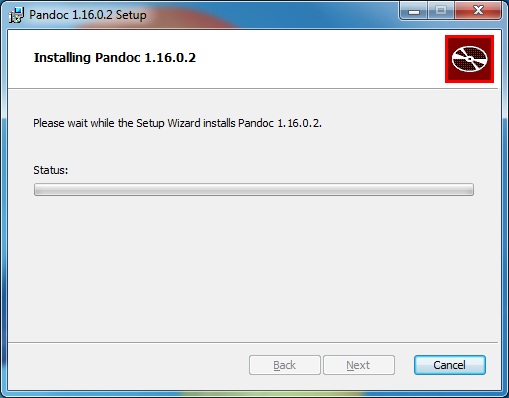 Pandoc 1.16.0.2 Setup
Installing Pandoc 1.16.0.2
Please wait while the Setup Wizard installs Pandoc 1.16.0.2.
Status:
Back Next Cancel